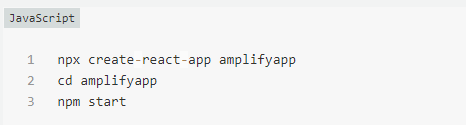 JavaScript
1 npx create-react-app amplifyapp
2 cd amplifyapp
3 npm start